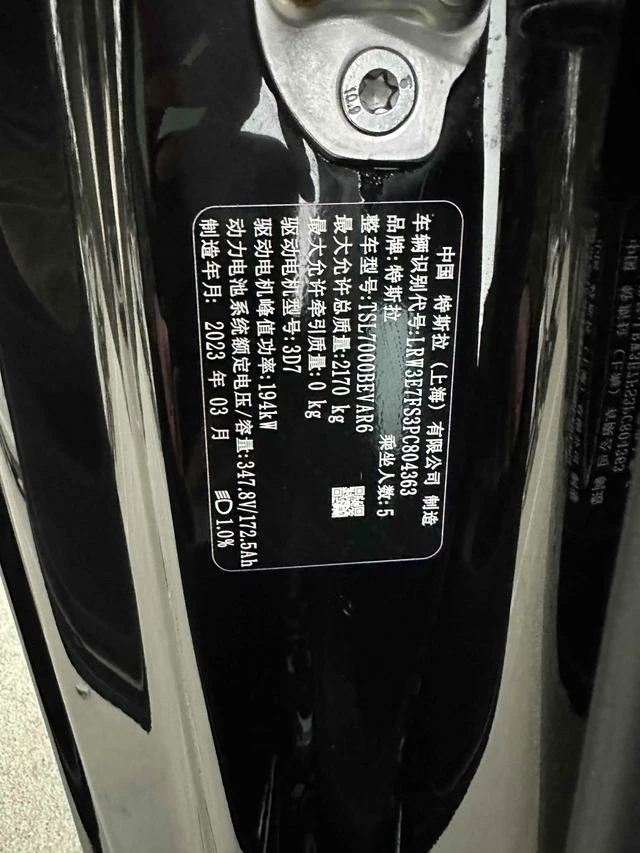 中国 特斯拉(上海)有限公司 制造
车辆识别代号:LRW3E7FS3PC804363
品牌:特斯拉 乘坐人数:5
整车型号:TSL7000BEVAR6
最大允许总质量:2170 kg
最大允许牵引质量:0 kg
驱动电机型号:3D7
驱动电机峰值功率:194kW
动力电池系统额定电压/容量:347.8V/172.5Ah
制造年月: 2023 年 03 月 1.0%
10.9